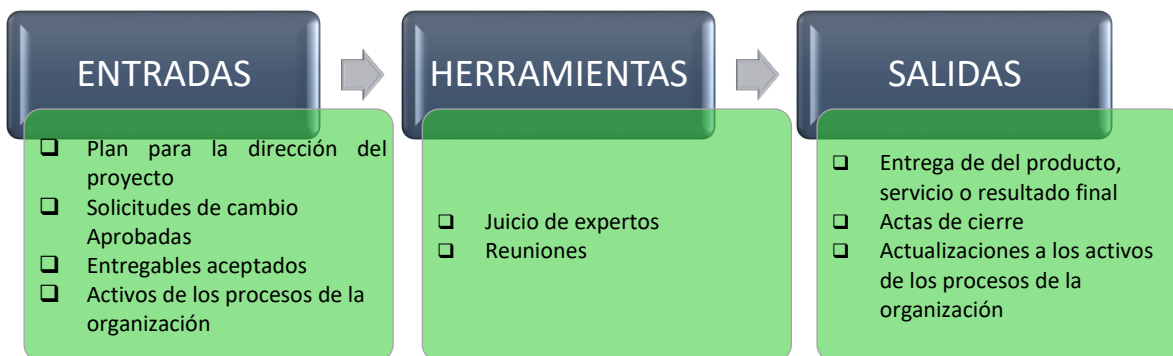 ENTRADAS
Plan para la dirección del
proyecto
Solicitudes de cambio
Aprobadas
Entregables aceptados
Activos de los procesos de la
organización
HERRAMIENTAS
Juicio de expertos
Reuniones
SALIDAS
Entrega de del producto,
servicio o resultado final
Actas de cierre
Actualizaciones a los activos
de los procesos de la
organización